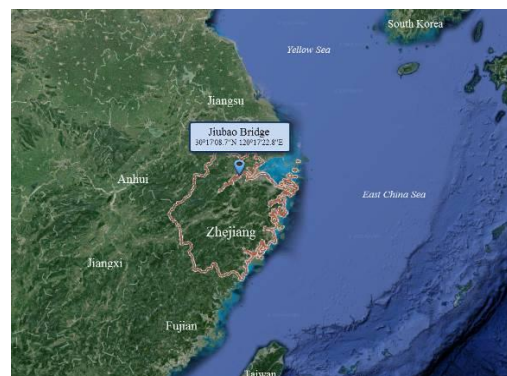 South Korea
Yellow Sea
Jiangsu
Jiubao Bridge
30°17'08.7"N 120°17'22.8"E
Anhui
East China Sea
Zhejiang
Jiangxi
Fujian
Taiwan